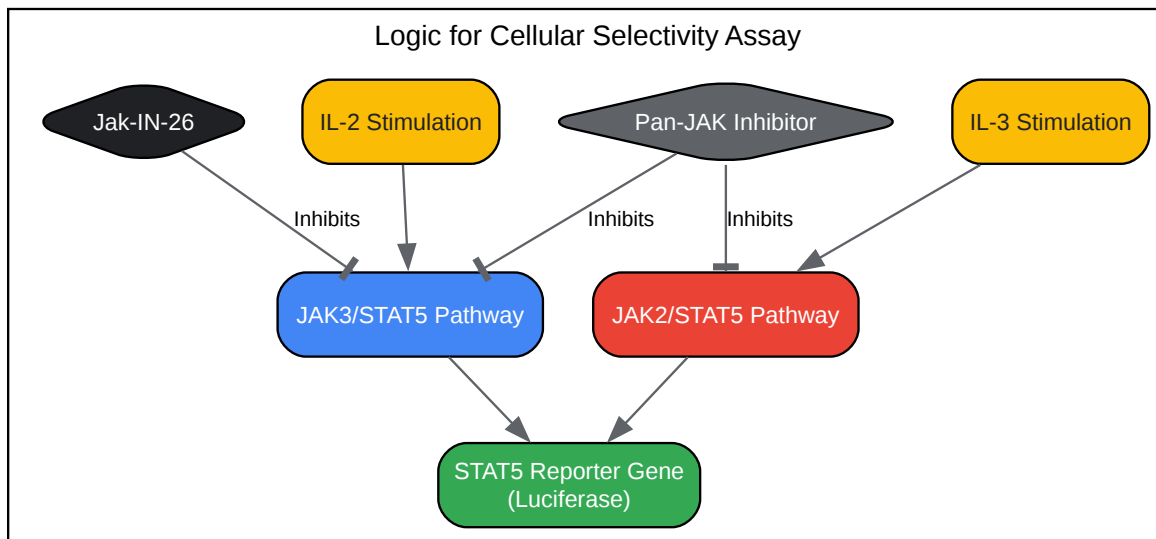 Logic for Cellular Selectivity Assay
Jak-IN-26
IL-2 Stimulation
Pan-JAK Inhibitor
IL-3 Stimulation
Inhibits
Inhibits
Inhibits
JAK3/STAT5 Pathway
JAK2/STAT5 Pathway
STAT5 Reporter Gene
(Luciferase)